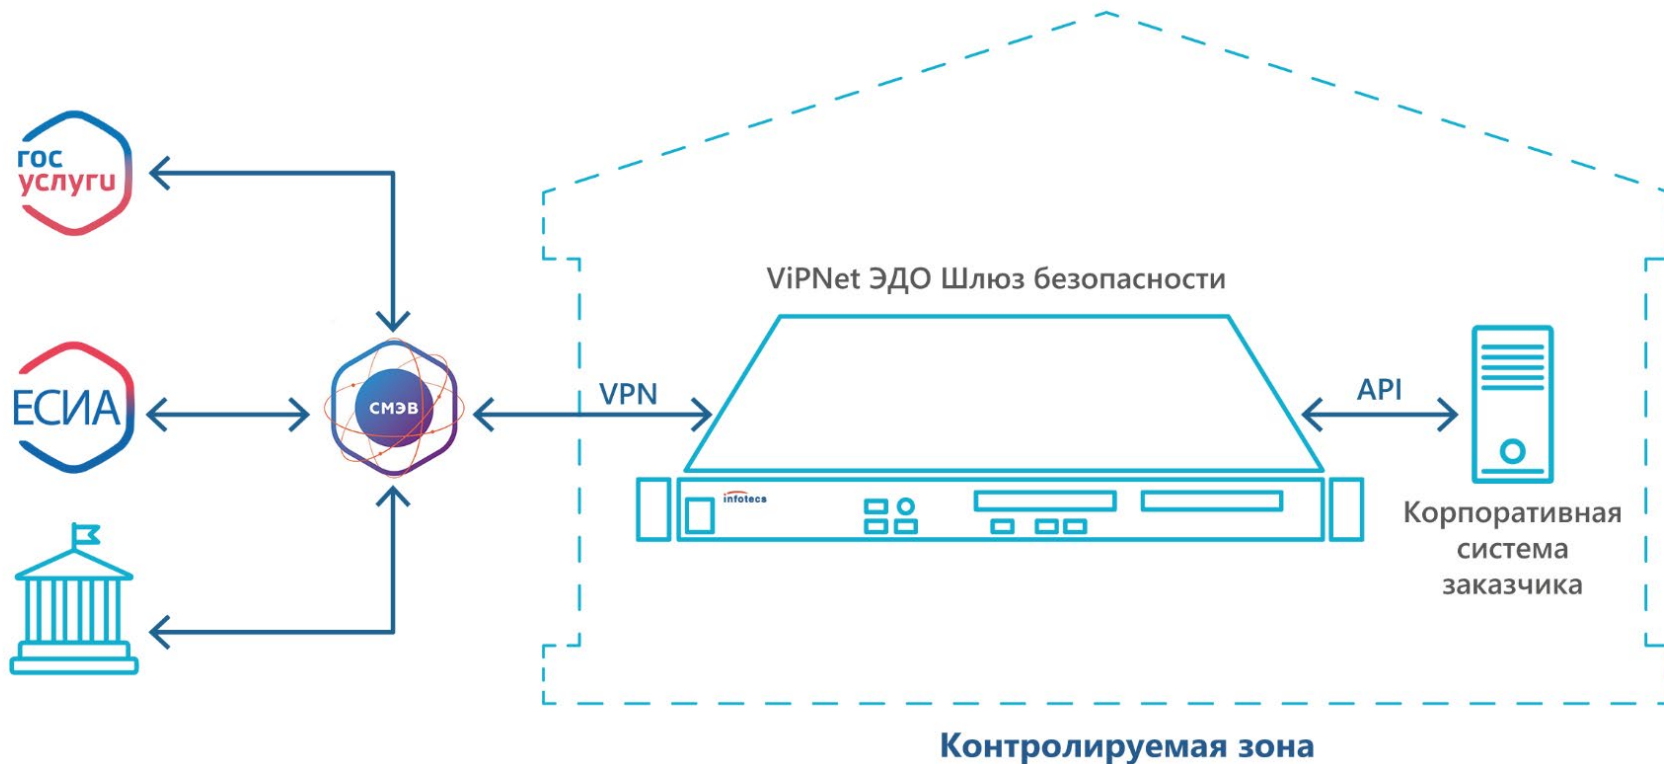 гос
услуги
ЕСИА
СМЭВ
VPN
ViPNet ЭДО Шлюз безопасности
infotecs
API
Корпоративная
система
заказчика
Контролируемая зона